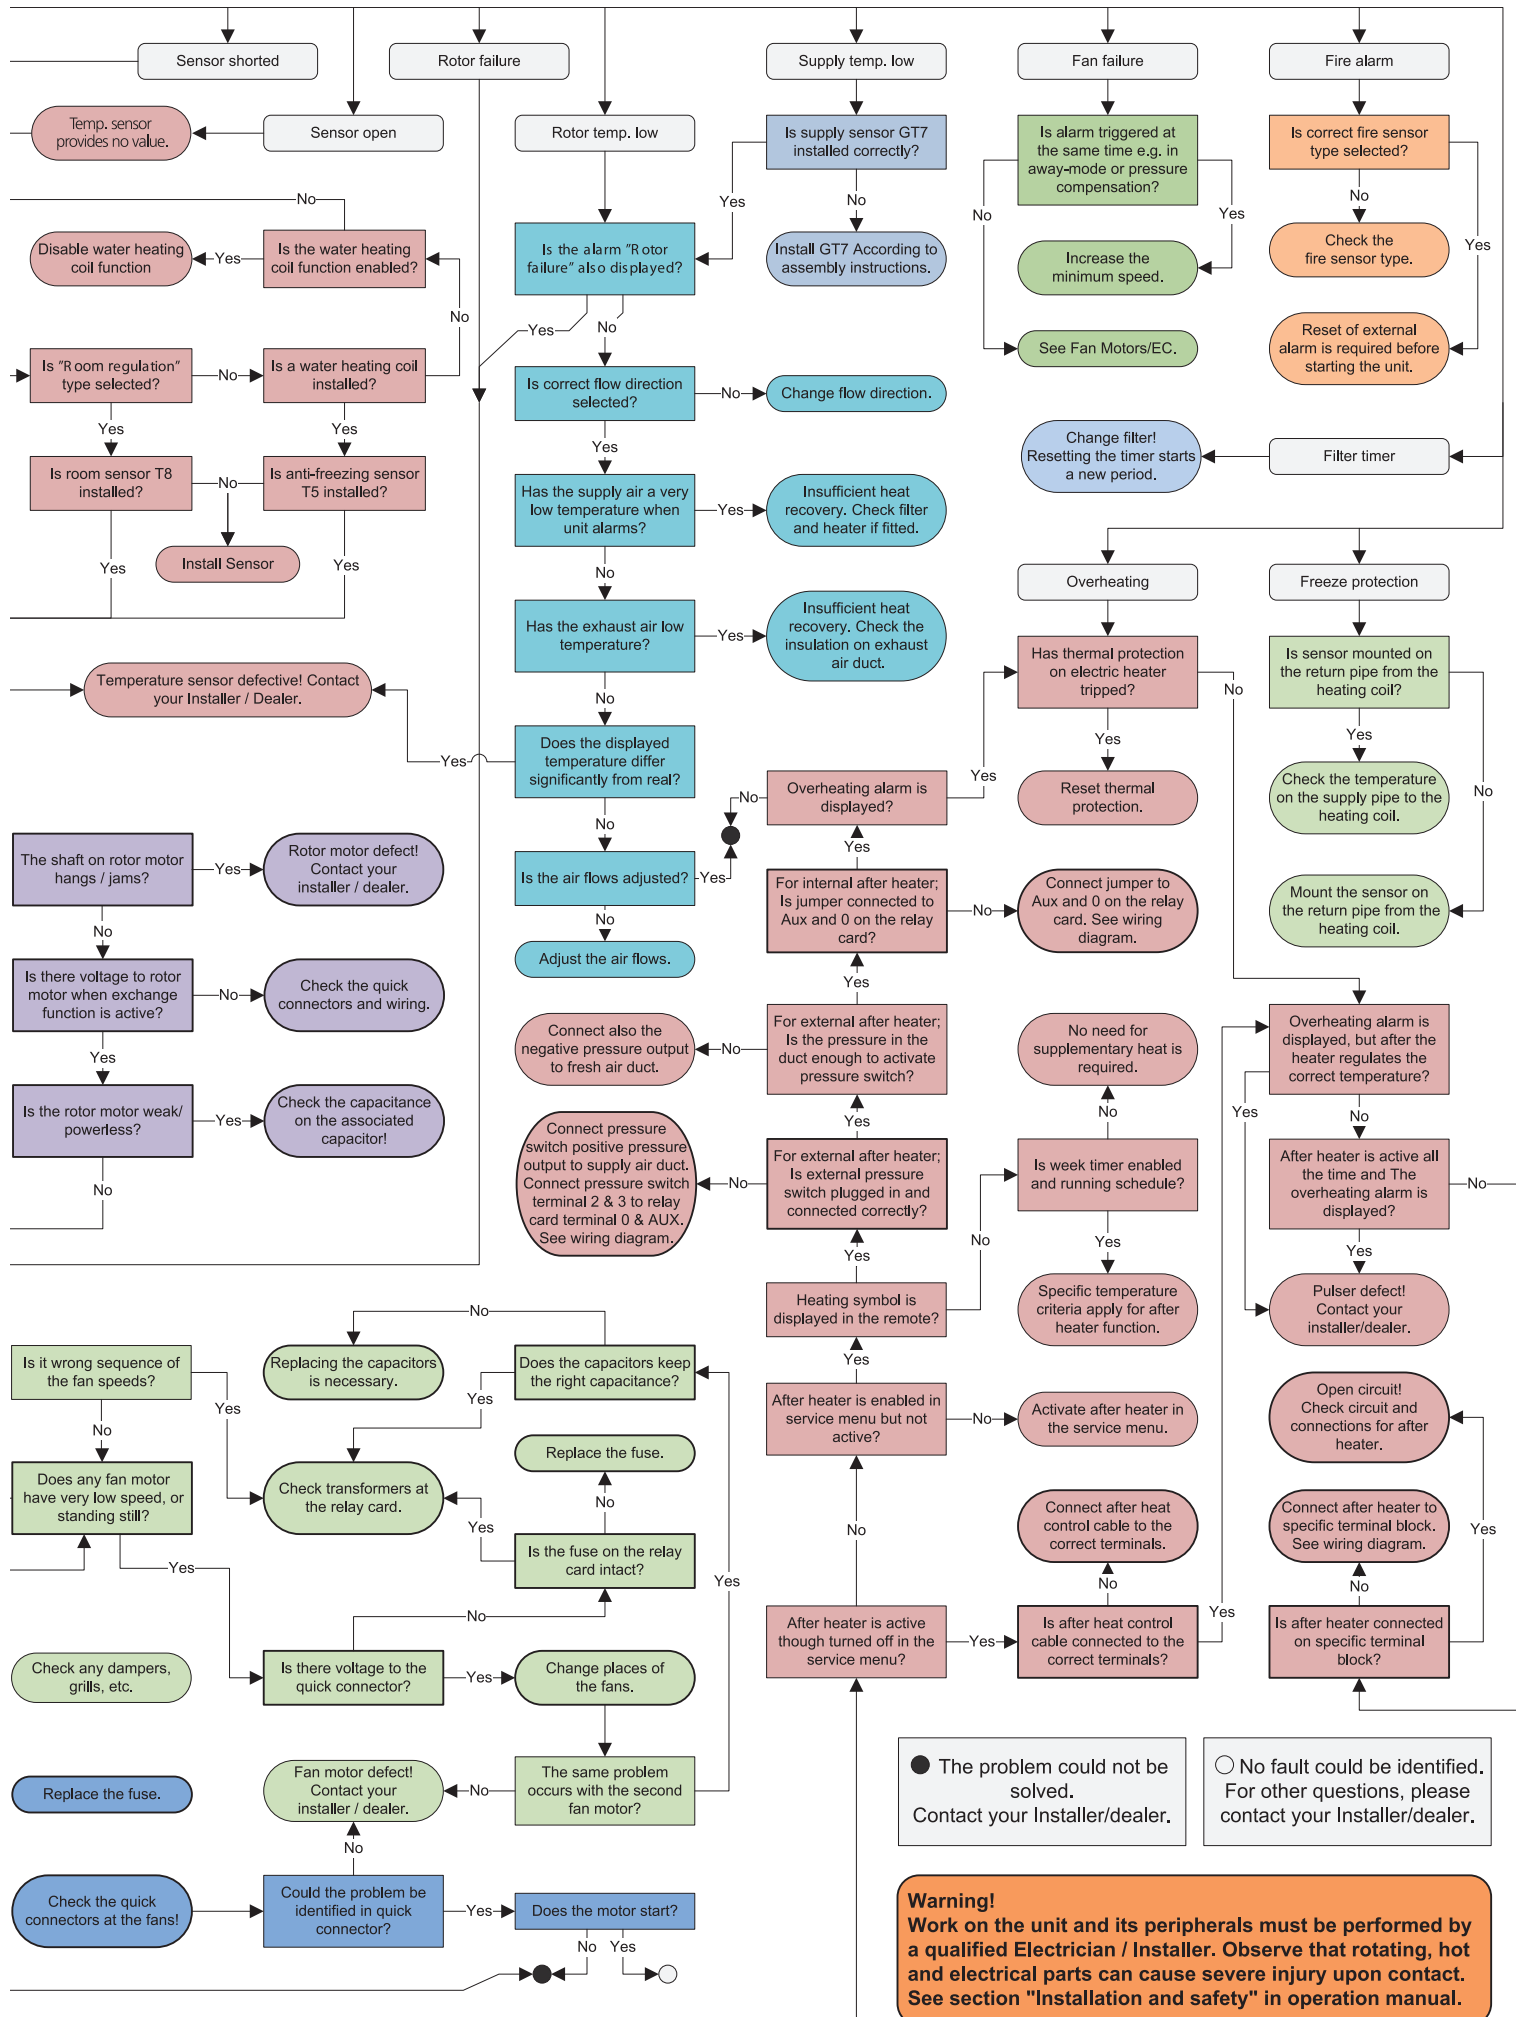 Sensor shorted
Rotor failure
Supply temp. low
Fan failure
Fire alarm
Temp. sensor
provides no value.
Sensor open
Rotor temp. low
Is supply sensor GT7
installed correctly?
Is alarm triggered at
the same time e.g. in
away-mode or pressure
compensation?
Is correct fire sensor
type selected?
No
Yes
No
No
Yes
No
Yes
Disable water heating
coil function
Yes
Is the water heating
coil function enabled?
Is the alarm "Rotor
failure" also displayed?
Install GT7 According to
assembly instructions.
Increase the
minimum speed.
Check the
fire sensor type.
No
Yes
No
See Fan Motors/EC.
Reset of external
alarm is required before
starting the unit.
Is "Room regulation"
type selected?
No
Is a water heating coil
installed?
Is correct flow direction
selected?
No
Change flow direction.
Yes
Yes
Yes
Change filter!
Resetting the timer starts
a new period.
Filter timer
Is room sensor T8
installed?
No
Is anti-freezing sensor
T5 installed?
Has the supply air a very
low temperature when
unit alarms?
Yes
Insufficient heat
recovery. Check filter
and heater if fitted.
Install Sensor
Yes
Yes
No
Overheating
Freeze protection
Has the exhaust air low
temperature?
Yes
Insufficient heat
recovery. Check the
insulation on exhaust
air duct.
Has thermal protection
on electric heater
tripped?
No
Is sensor mounted on
the return pipe from the
heating coil?
Temperature sensor defective! Contact
your Installer / Dealer.
No
Yes
Yes
Yes
Does the displayed
temperature differ
significantly from real?
Yes
No
Overheating alarm is
displayed?
Reset thermal
protection.
Check the temperature
on the supply pipe to the
heating coil.
No
No
Yes
The shaft on rotor motor
hangs / jams?
Yes
Rotor motor defect!
Contact your
installer / dealer.
Is the air flows adjusted?
Yes
For internal after heater;
Is jumper connected to
Aux and 0 on the relay
card?
No
Connect jumper to
Aux and 0 on the relay
card. See wiring
diagram.
Mount the sensor on
the return pipe from the
heating coil.
No
No
Adjust the air flows.
Is there voltage to rotor
motor when exchange
function is active?
No
Check the quick
connectors and wiring.
Yes
Connect also the
negative pressure output
to fresh air duct.
No
For external after heater;
Is the pressure in the
duct enough to activate
pressure switch?
No need for
supplementary heat is
required.
Overheating alarm is
displayed, but after the
heater regulates the
correct temperature?
Yes
Is the rotor motor weak/
powerless?
Yes
Check the capacitance
on the associated
capacitor!
Yes
No
Yes
No
Connect pressure
switch positive pressure
output to supply air duct.
Connect pressure switch
terminal 2 & 3 to relay
card terminal 0 & AUX.
See wiring diagram.
No
For external after heater;
Is external pressure
switch plugged in and
connected correctly?
Is week timer enabled
and running schedule?
After heater is active all
the time and The
overheating alarm is
displayed?
No
No
Yes
No
Yes
Yes
Heating symbol is
displayed in the remote?
Specific temperature
criteria apply for after
heater function.
Pulser defect!
Contact your
installer/dealer.
No
Is it wrong sequence of
the fan speeds?
Replacing the capacitors
is necessary.
Does the capacitors keep
the right capacitance?
Yes
Yes
Yes
After heater is enabled in
service menu but not
active?
No
Activate after heater in
the service menu.
Open circuit!
Check circuit and
connections for after
heater.
No
Replace the fuse.
Does any fan motor
have very low speed, or
standing still?
Check transformers at
the relay card.
No
Yes
No
Connect after heat
control cable to the
correct terminals.
Connect after heater to
specific terminal block.
See wiring diagram.
Yes
Yes
Is the fuse on the relay
card intact?
Yes
No
No
No
Yes
After heater is active
though turned off in the
service menu?
Yes
Is after heat control
cable connected to the
correct terminals?
Is after heater connected
on specific terminal
block?
Check any dampers,
grills, etc.
Is there voltage to the
quick connector?
Yes
Change places of
the fans.
Replace the fuse.
Fan motor defect!
Contact your
installer / dealer.
No
The same problem
occurs with the second
fan motor?
The problem could not be
solved.
Contact your Installer/dealer.
No fault could be identified.
For other questions, please
contact your Installer/dealer.
No
Check the quick
connectors at the fans!
Could the problem be
identified in quick
connector?
Yes
Does the motor start?
No
Yes
Warning!
Work on the unit and its peripherals must be performed by
a qualified Electrician / Installer. Observe that rotating, hot
and electrical parts can cause severe injury upon contact.
See section "Installation and safety" in operation manual.